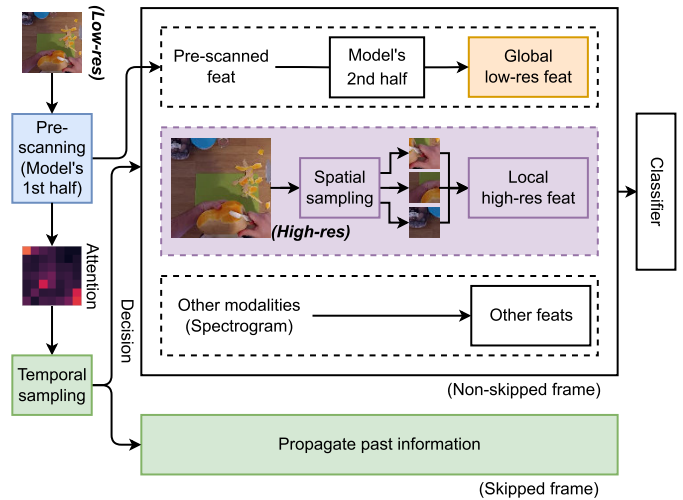 (Low-res)
Pre-
scanning
(Model's
1st half)
Attention
Temporal
sampling
Decision
Pre-scanned
feat
Model's
2nd half
Global
low-res feat
(High-res)
Spatial
sampling
Local
high-res feat
Other modalities
(Spectrogram)
Other feats
(Non-skipped frame)
Classifier
Propagate past information
(Skipped frame)